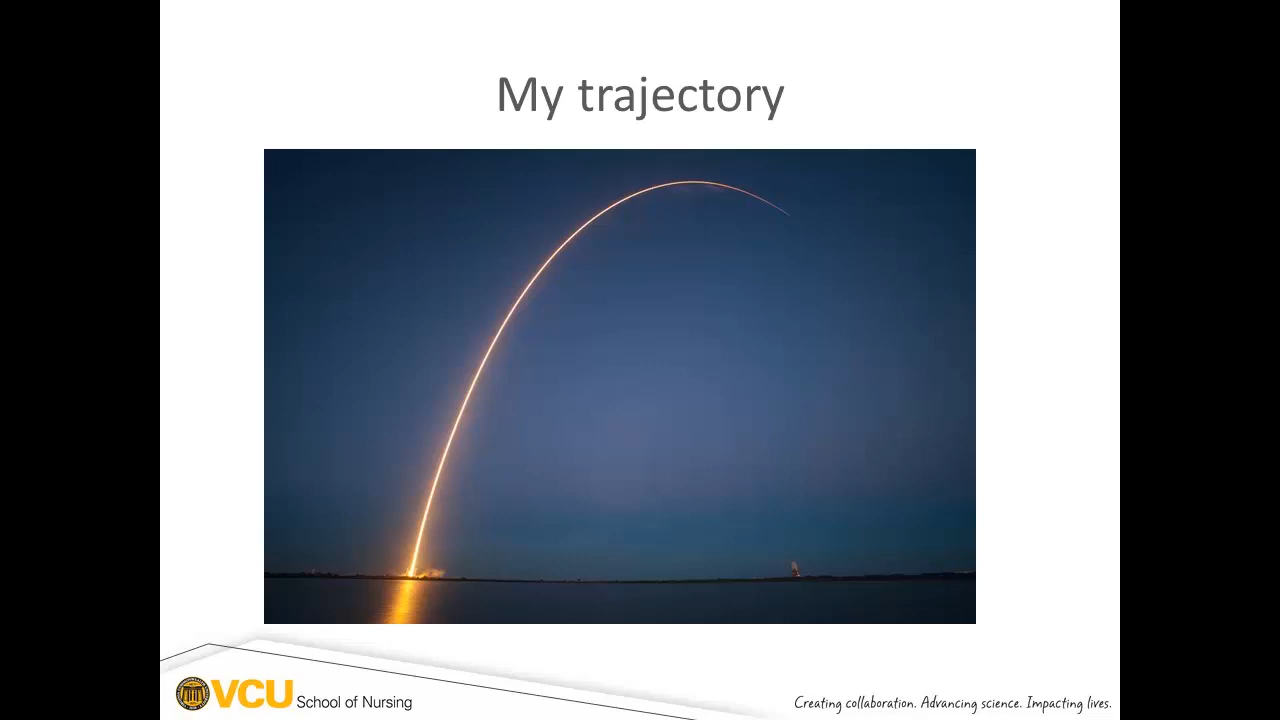 My trajectory
VCU School of Nursing
Creating collaboration. Advancing science. Impacting lives.